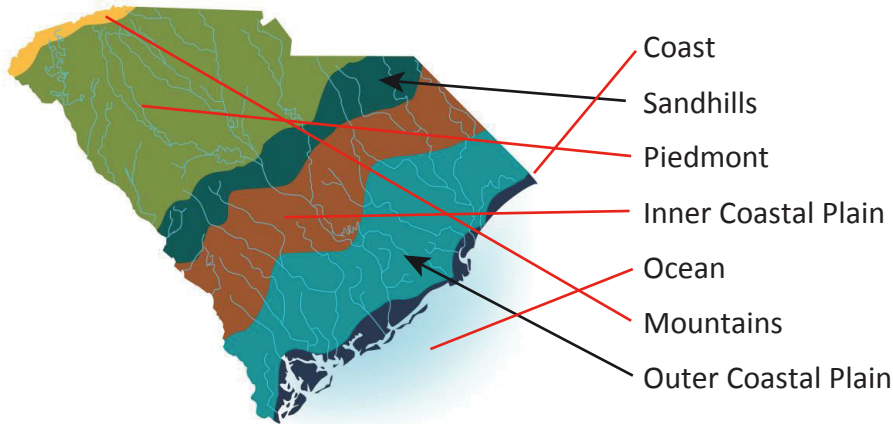 Coast
Sandhills
Piedmont
Inner Coastal Plain
Ocean
Mountains
Outer Coastal Plain